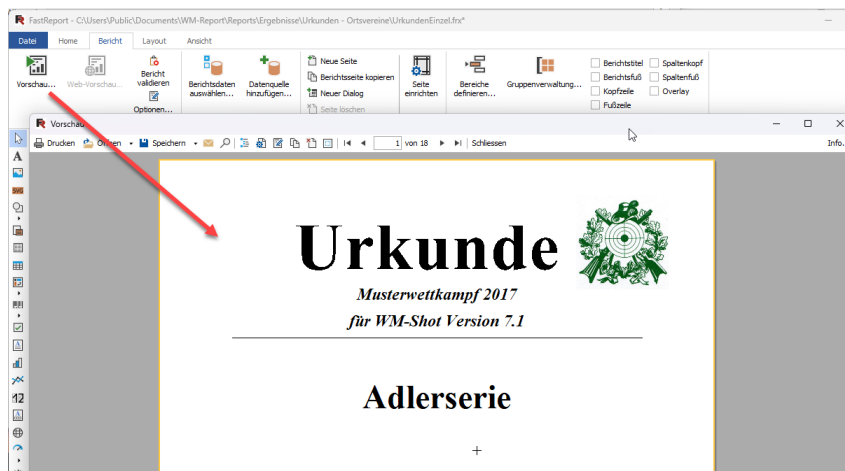 FastReport - C:\Users\Public\Documents\WM-Report\Reports\Ergebnisse\Urkunden - Ortsvereine\UrkundenEinzel.frx*
Datei Home Bericht Layout Ansicht
Vorschau... Web-Vorschau... Bericht validieren Optionen... Berichtsdaten auswählen... Datenquelle hinzufügen... Neue Seite Berichtsseite kopieren Neuer Dialog Seite löschen Seite einrichten Bereiche definieren... Gruppenverwaltung... Berichtstitel Berichtsfuß Kopfzeile Fußzeile Spaltenkopf Spaltenfuß Overlay
Vorschau
Drucken Öffnen Speichern 1 von 18 Schliessen Info.
A
SVG
12
Urkunde
Musterwettkampf 2017
für WM-Shot Version 7.1
Adlerserie